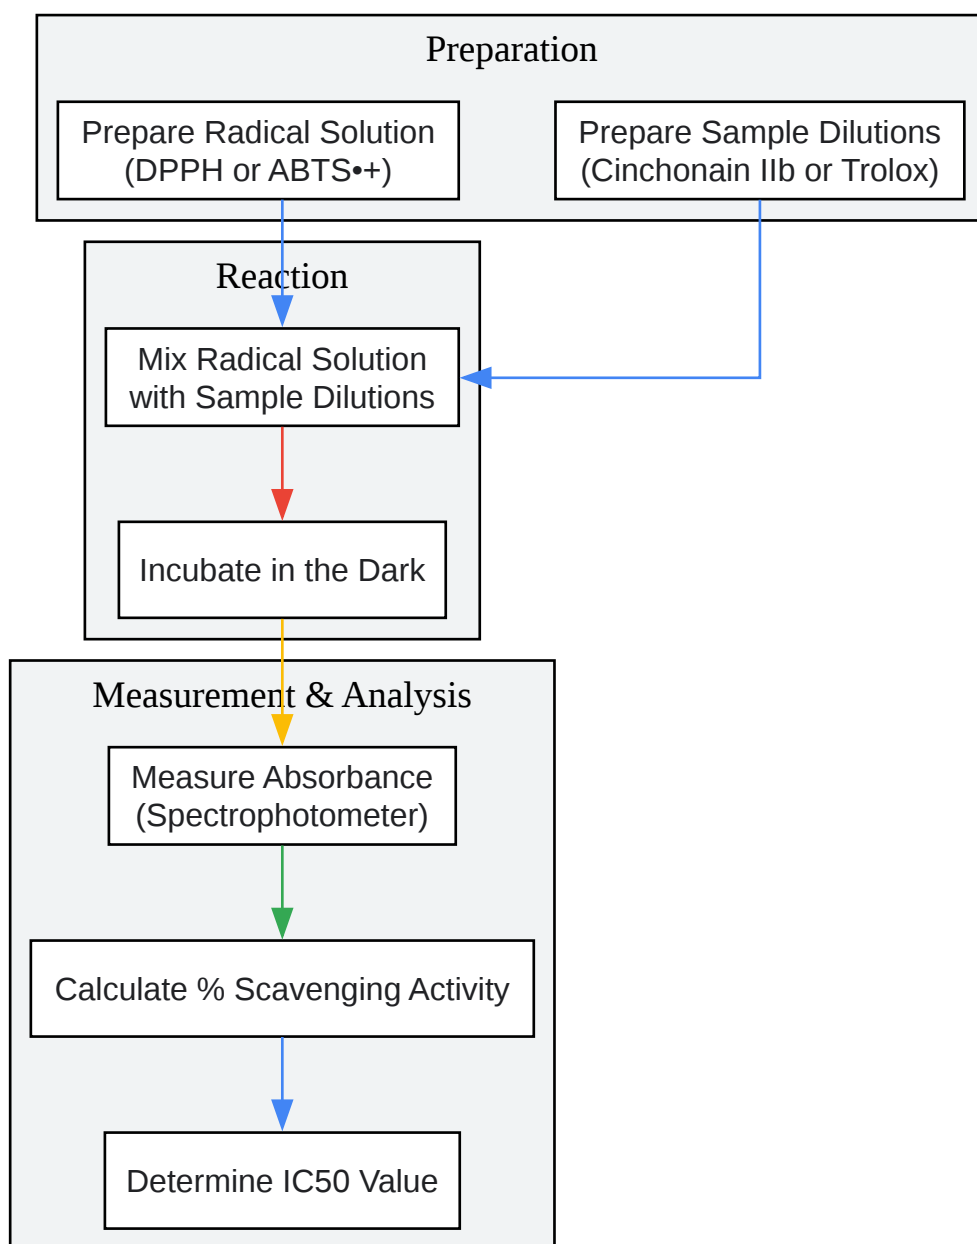 Preparation
Prepare Radical Solution
(DPPH or ABTS•+)
Prepare Sample Dilutions
(Cinchonain IIb or Trolox)
Reaction
Mix Radical Solution
with Sample Dilutions
Incubate in the Dark
Measurement & Analysis
Measure Absorbance
(Spectrophotometer)
Calculate % Scavenging Activity
Determine IC50 Value